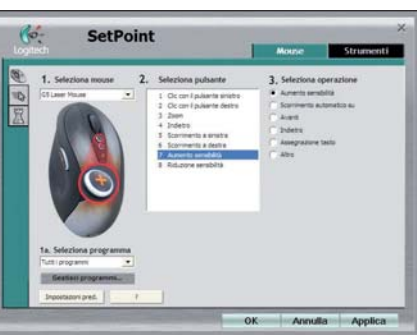 SetPoint
Logitech
Mouse
Strumenti
1. Seleziona mouse
G5 Laser Mouse
1a. Seleziona programma
Tutti i programmi
Gestisci programmi...
Impostazioni pred.
?
2. Seleziona pulsante
1 Clic con il pulsante sinistro
2 Clic con il pulsante destro
3 Zoom
4 Indietro
5 Scorrimento a sinistra
6 Scorrimento a destra
7 Aumento sensibilità
8 Riduzione sensibilità
3. Seleziona operazione
Aumento sensibilità
Scorrimento automatico su
Avanti
Indietro
Assegnazione tasto
Altro
OK
Annulla
Applica